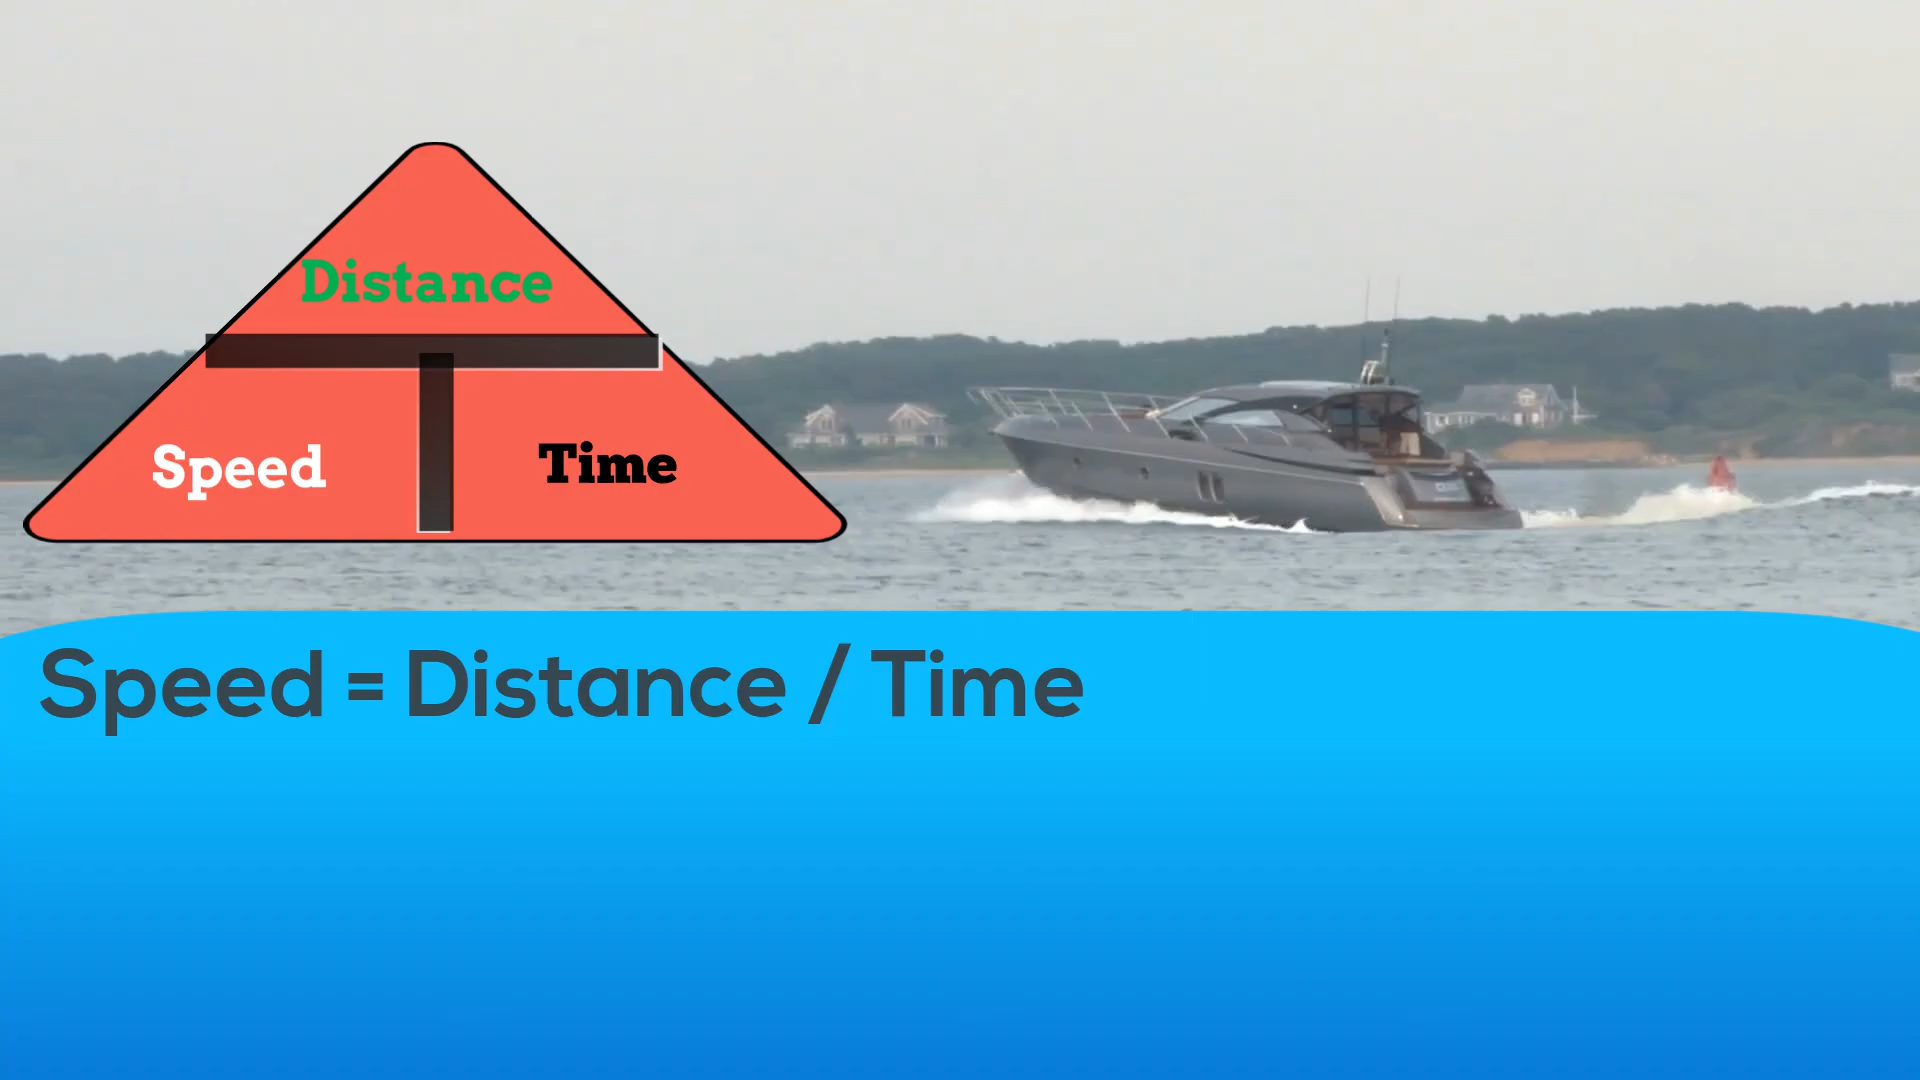 Distance
Speed
Time
Speed = Distance / Time